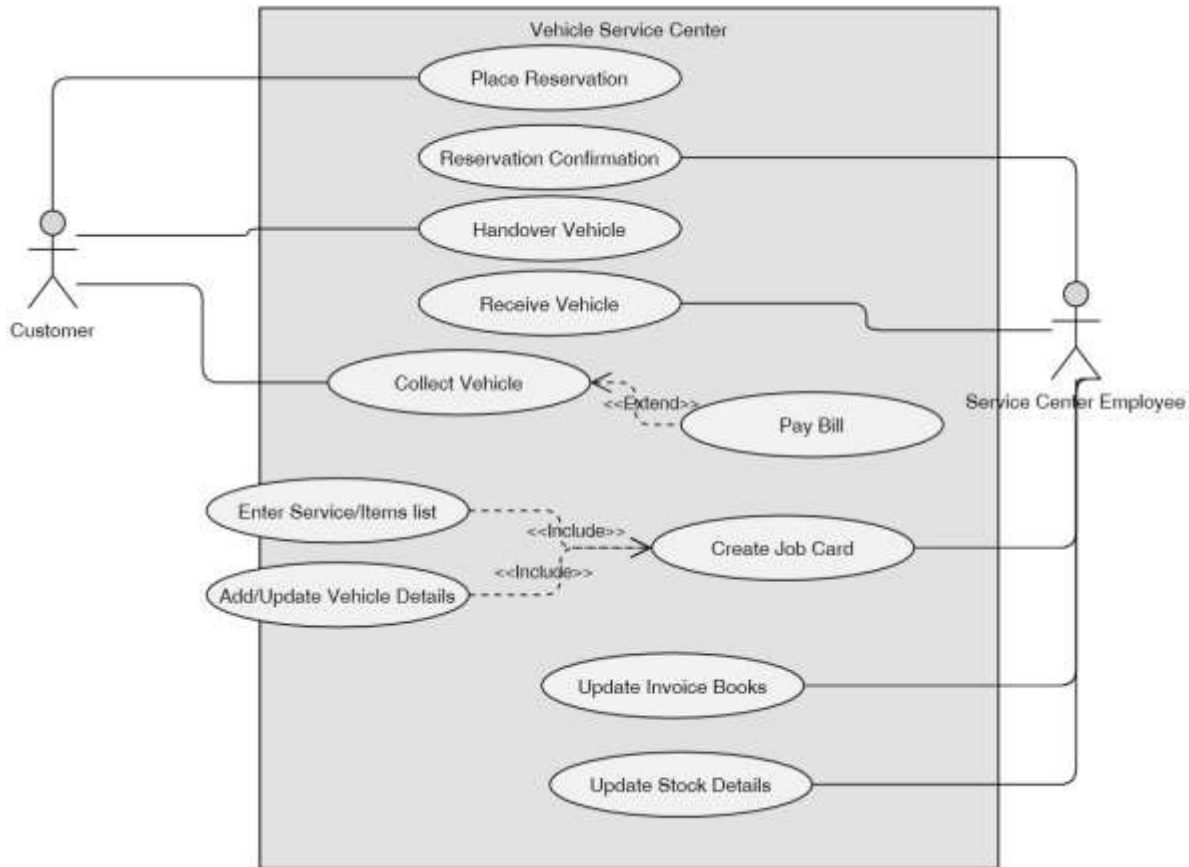 Vehicle Service Center
Place Reservation
Reservation Confirmation
Handover Vehicle
Receive Vehicle
Customer
Collect Vehicle
<<Extend>>
Service Center Employee
Pay Bill
Enter Service/Items list
<<Include>>
Create Job Card
<<Include>>
Add/Update Vehicle Details
Update Invoice Books
Update Stock Details